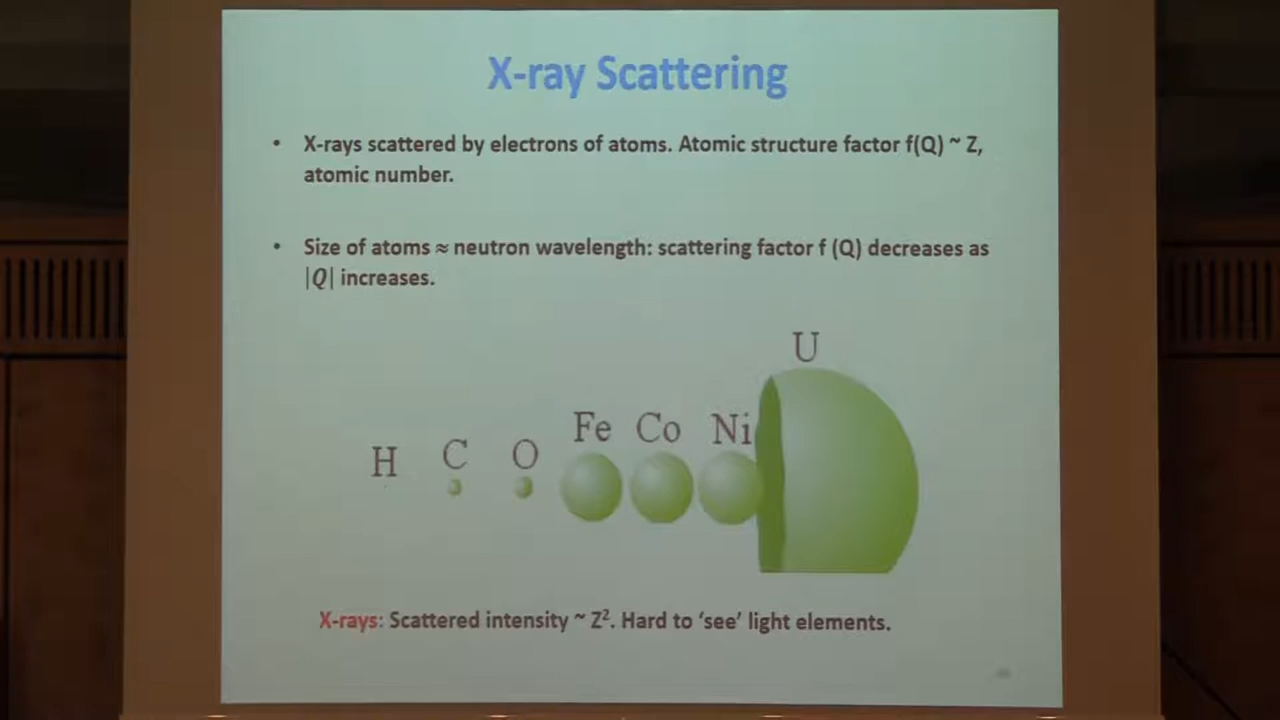 X-ray Scattering
• X-rays scattered by electrons of atoms. Atomic structure factor f(Q) ~ Z,
atomic number.
• Size of atoms ≈ neutron wavelength: scattering factor f (Q) decreases as
|Q| increases.
U
Fe Co Ni
H C O
X-rays: Scattered intensity ~ Z². Hard to ‘see’ light elements.